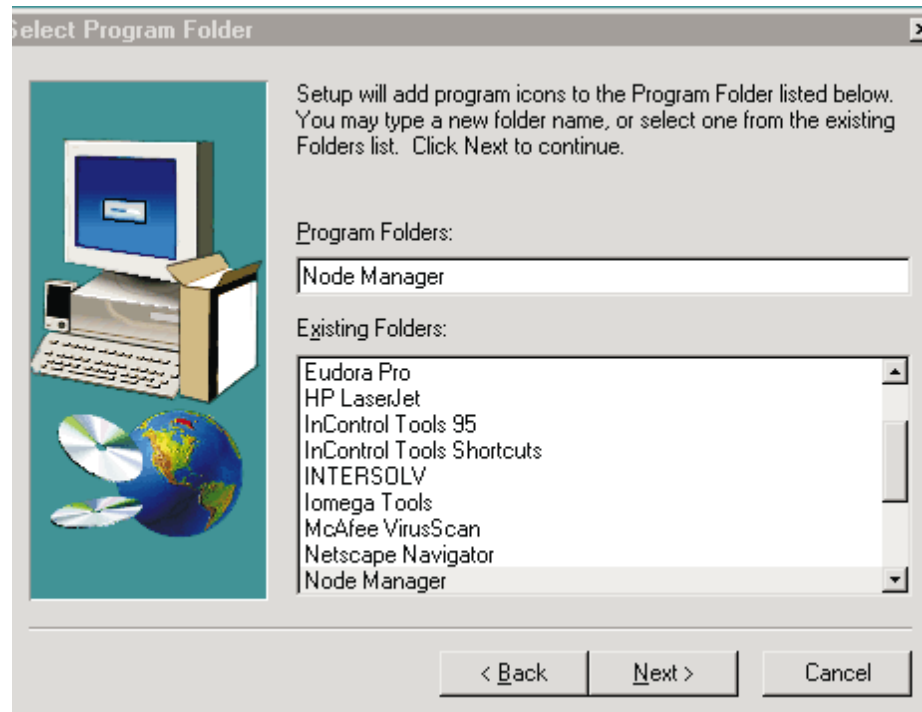 Select Program Folder
Setup will add program icons to the Program Folder listed below.
You may type a new folder name, or select one from the existing
Folders list.  Click Next to continue.
Program Folders:
Node Manager
Existing Folders:
Eudora Pro
HP LaserJet
InControl Tools 95
InControl Tools Shortcuts
INTERSOLV
Iomega Tools
McAfee VirusScan
Netscape Navigator
Node Manager
< Back
Next >
Cancel